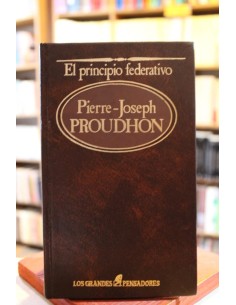 El principio federativo
Pierre-Joseph
PROUDHON
LOS GRANDES PENSADORES